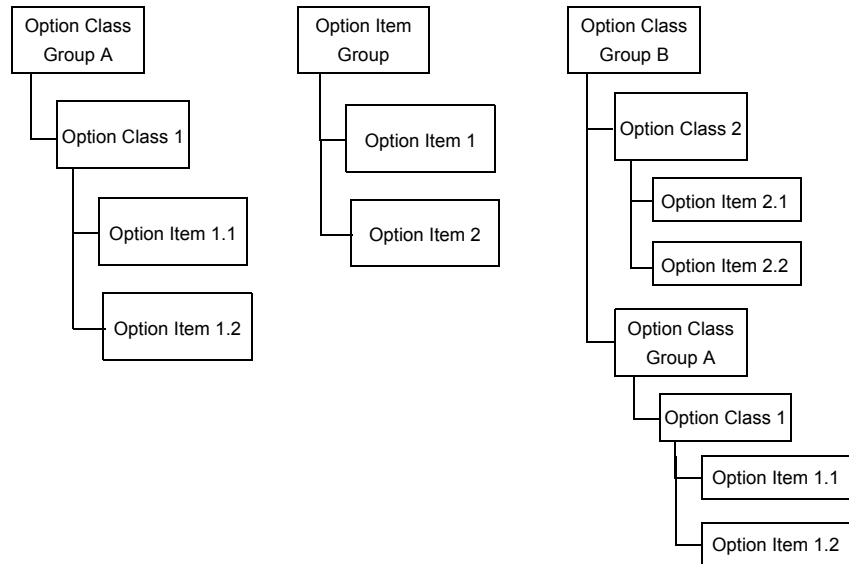 Option Class
Group A
Option Class 1
Option Item 1.1
Option Item 1.2
Option Item
Group
Option Item 1
Option Item 2
Option Class
Group B
Option Class 2
Option Item 2.1
Option Item 2.2
Option Class
Group A
Option Class 1
Option Item 1.1
Option Item 1.2